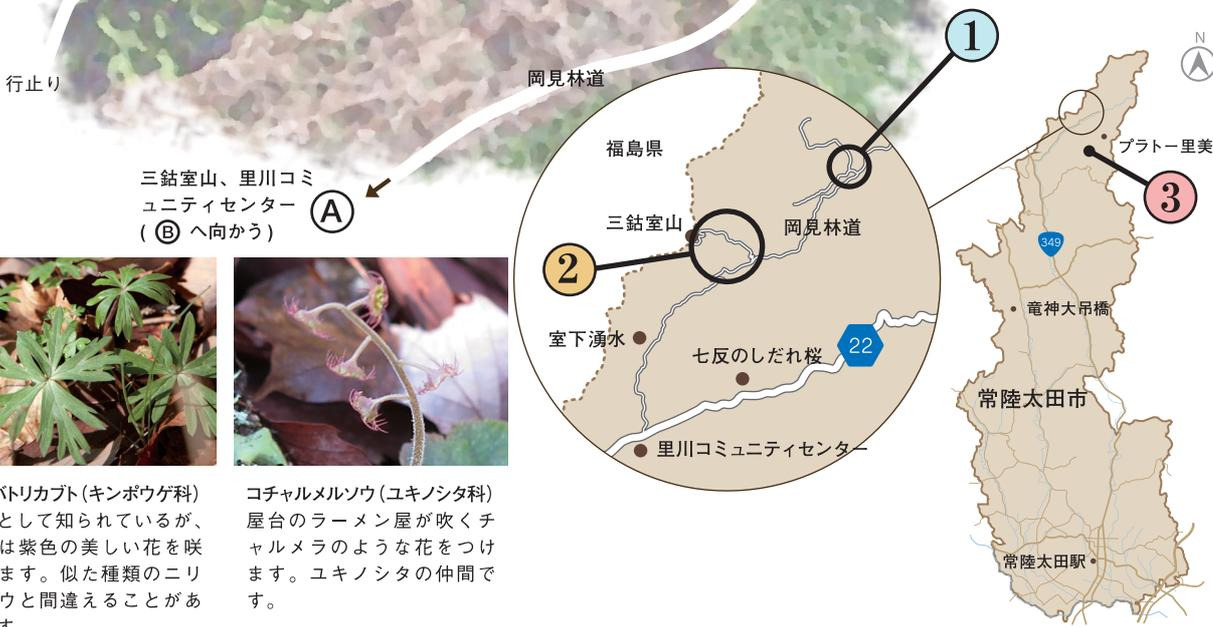 行止り
岡見林道
三鈷室山、里川コミ
ュニティセンター
(Ⓑ へ向かう)
A
1
福島県
三鈷室山
岡見林道
2
室下湧水
七反のしだれ桜
22
里川コミュニティセンター
N
プラトー里美
3
349
竜神大吊橋
常陸太田市
常陸太田駅
バトリカブト(キンポウゲ科)
として知られているが、
は紫色の美しい花を咲
ます。似た種類のニリ
ウと間違えることがあ
す。
コチャルメルソウ(ユキノシタ科)
屋台のラーメン屋が吹くチ
ャルメラのような花をつけ
ます。ユキノシタの仲間で
す。